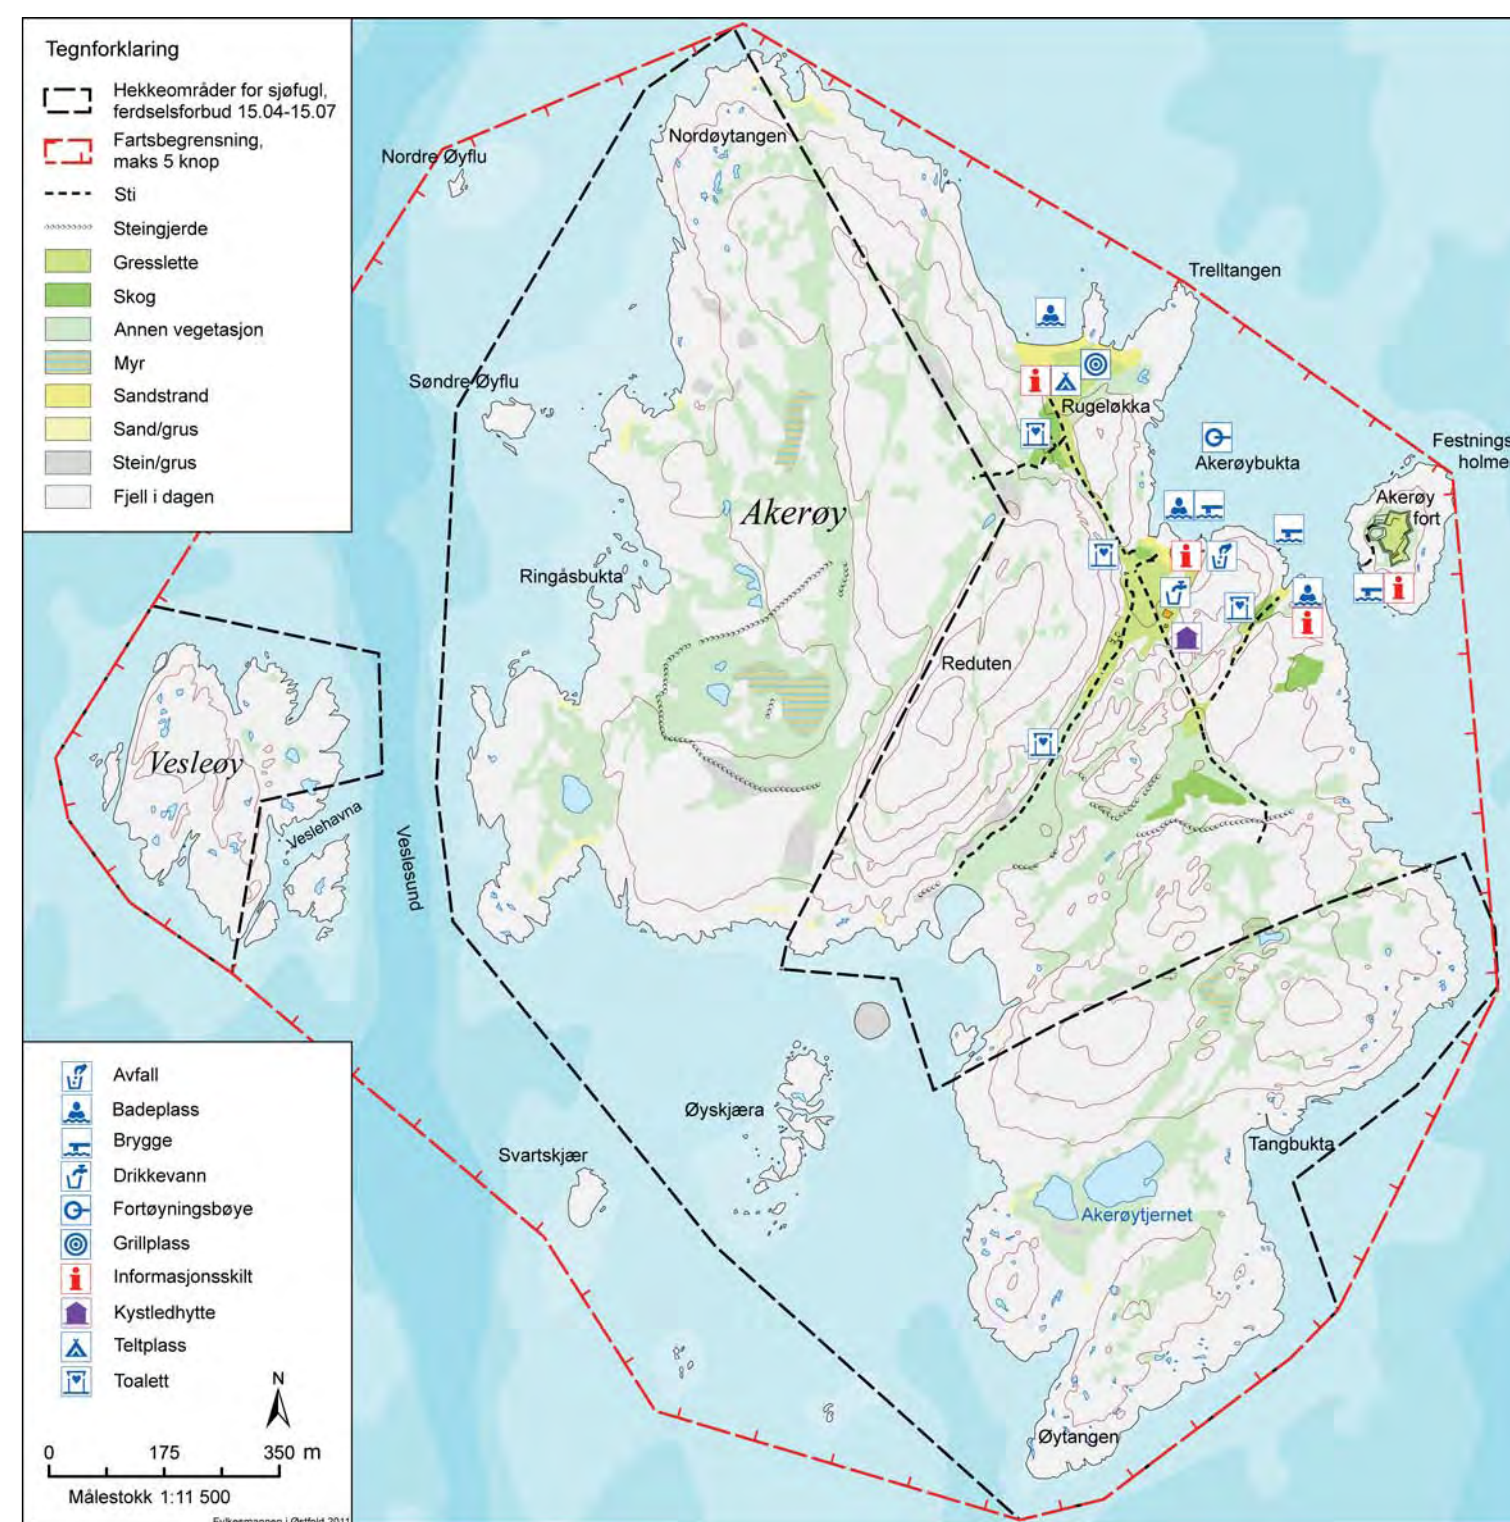 Tegnforklaring
Hekkeområder for sjøfugl,
ferdselsforbud 15.04-15.07
Fartsbegrensning,
maks 5 knop
Sti
Steingjerde
Gresslette
Skog
Annen vegetasjon
Myr
Sandstrand
Sand/grus
Stein/grus
Fjell i dagen
Nordre Øyflu
Nordøytangen
Trelltangen
Søndre Øyflu
Rugeløkka
Akerøybukta
Festnings
holme
Akerøy
fort
Akerøy
Ringåsbukta
Reduten
Vesleøy
Veslehavna
Veslesund
Øyskjæra
Svartskjær
Tangbukta
Akerøytjernet
Øytangen
Avfall
Badeplass
Brygge
Drikkevann
Fortøyningsbøye
Grillplass
Informasjonsskilt
Kystledhytte
Teltplass
Toalett
N
0 175 350 m
Målestokk 1:11 500
Fylkesmannen i Østfold 2011